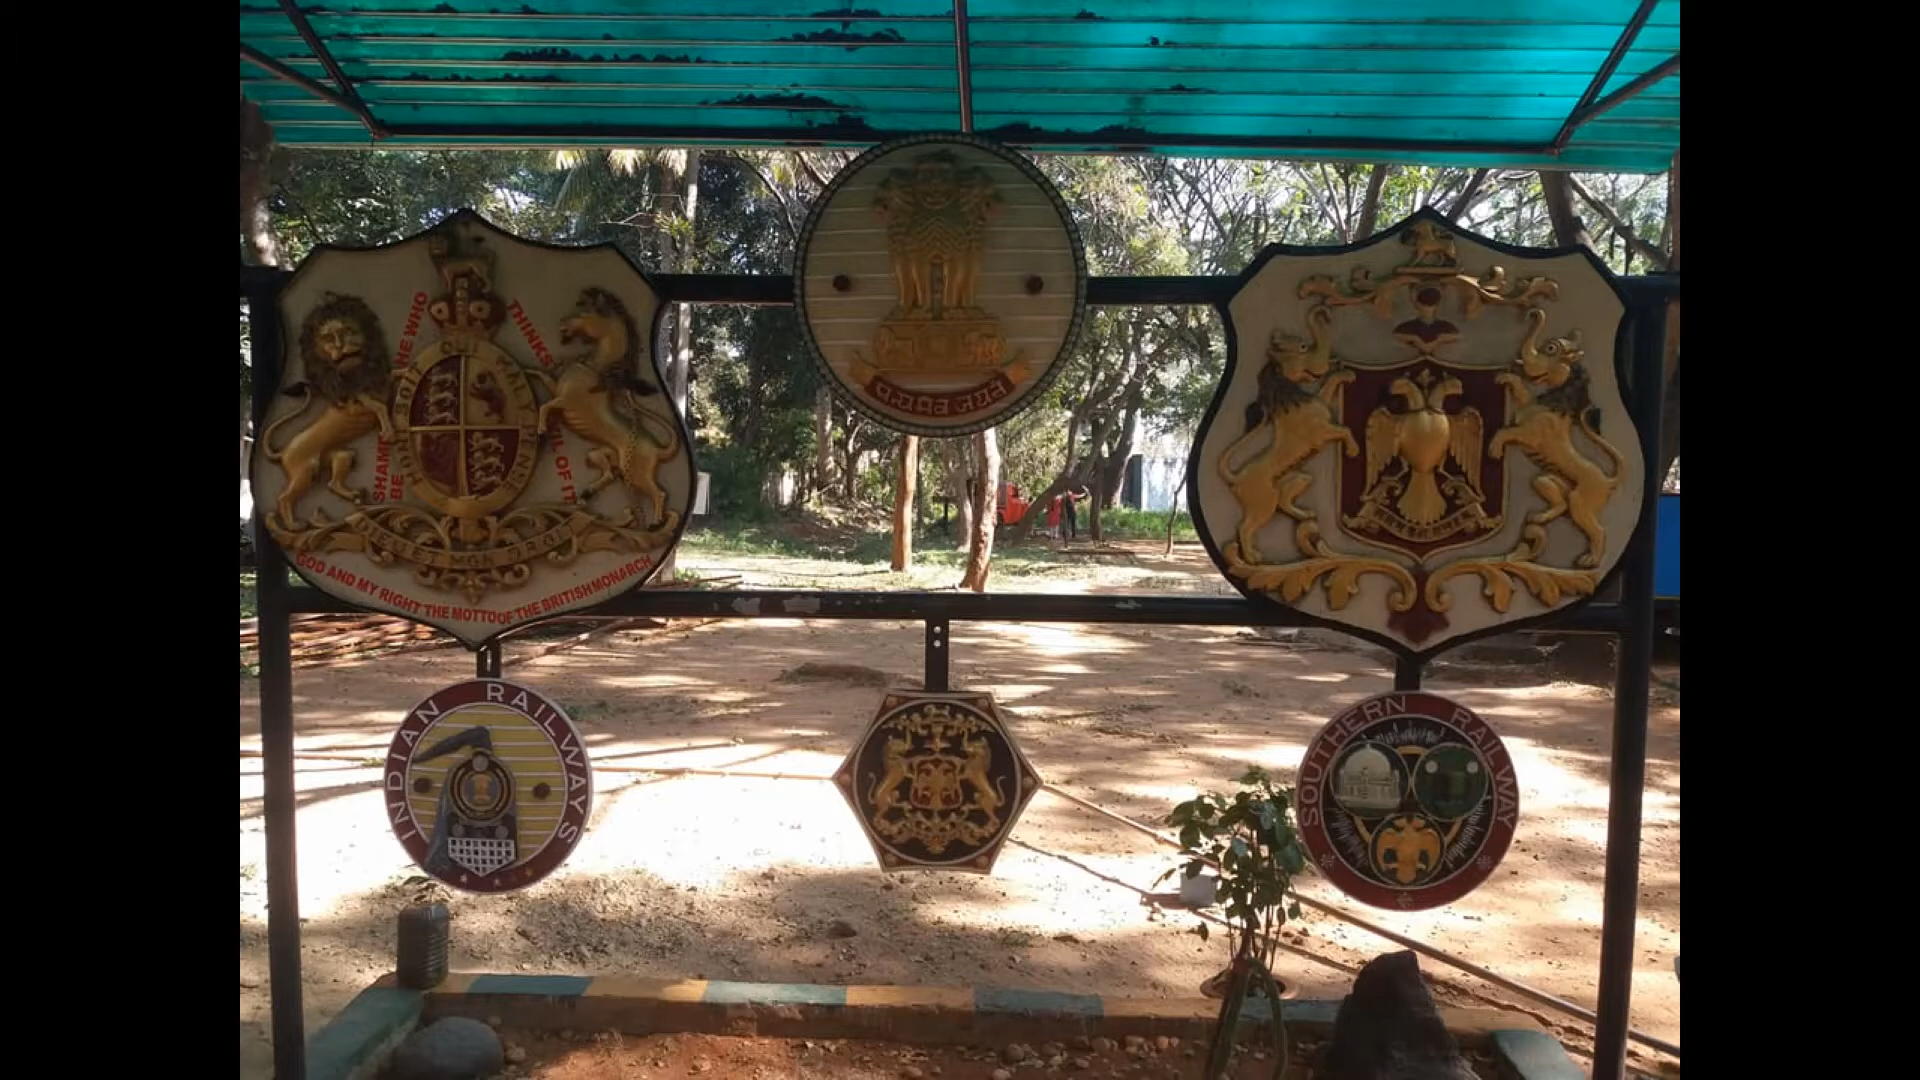 SHAME BE
HE WHO
THINKS
IL OF IT
HONI SOIT QUI MAL Y PENSE
DIEU ET MON DROIT
GOD AND MY RIGHT THE MOTTO OF THE BRITISH MONARCH
सत्यमेव जयते
INDIAN RAILWAYS
SOUTHERN RAILWAY